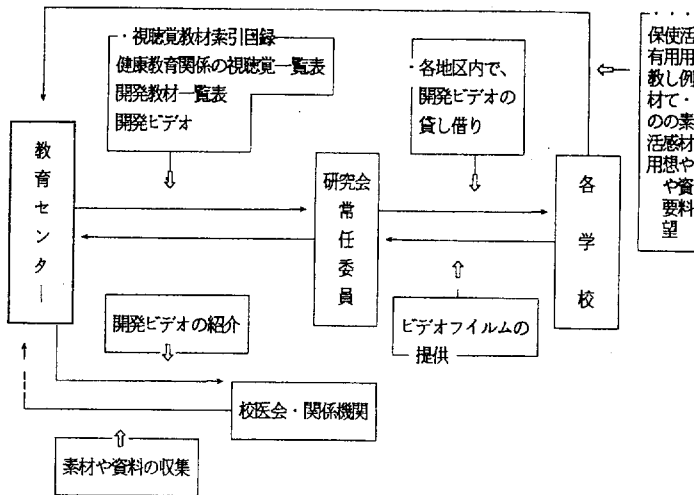 ・視聴覚教材索引目録
健康教育関係の視聴覚一覧表
開発教材一覧表
開発ビデオ
・各地区内で、
開発ビデオの
貸し借り
・活用例・素材や資料
・使用しての感想や要望
・保有教材の活用
教育センター
研究会常任委員
各学校
開発ビデオの紹介
ビデオフイルムの
提供
校医会・関係機関
素材や資料の収集